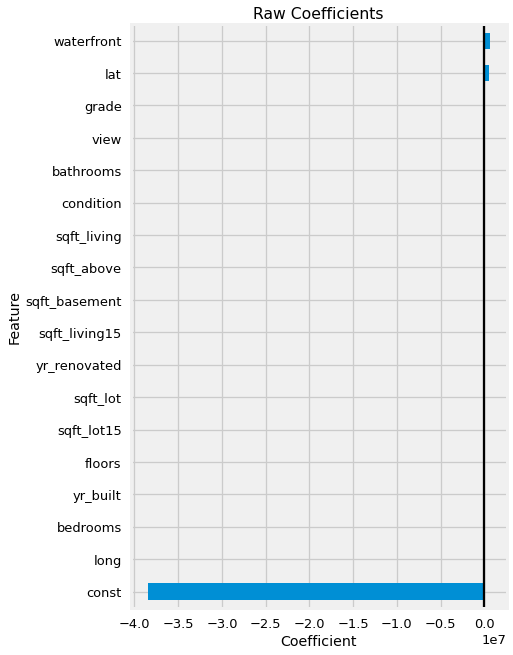 Raw Coefficients
waterfront
lat
grade
view
bathrooms
condition
sqft_living
sqft_above
sqft_basement
sqft_living15
yr_renovated
sqft_lot
sqft_lot15
floors
yr_built
bedrooms
long
const
Feature
−4.0 −3.5 −3.0 −2.5 −2.0 −1.5 −1.0 −0.5 0.0
1e7
Coefficient